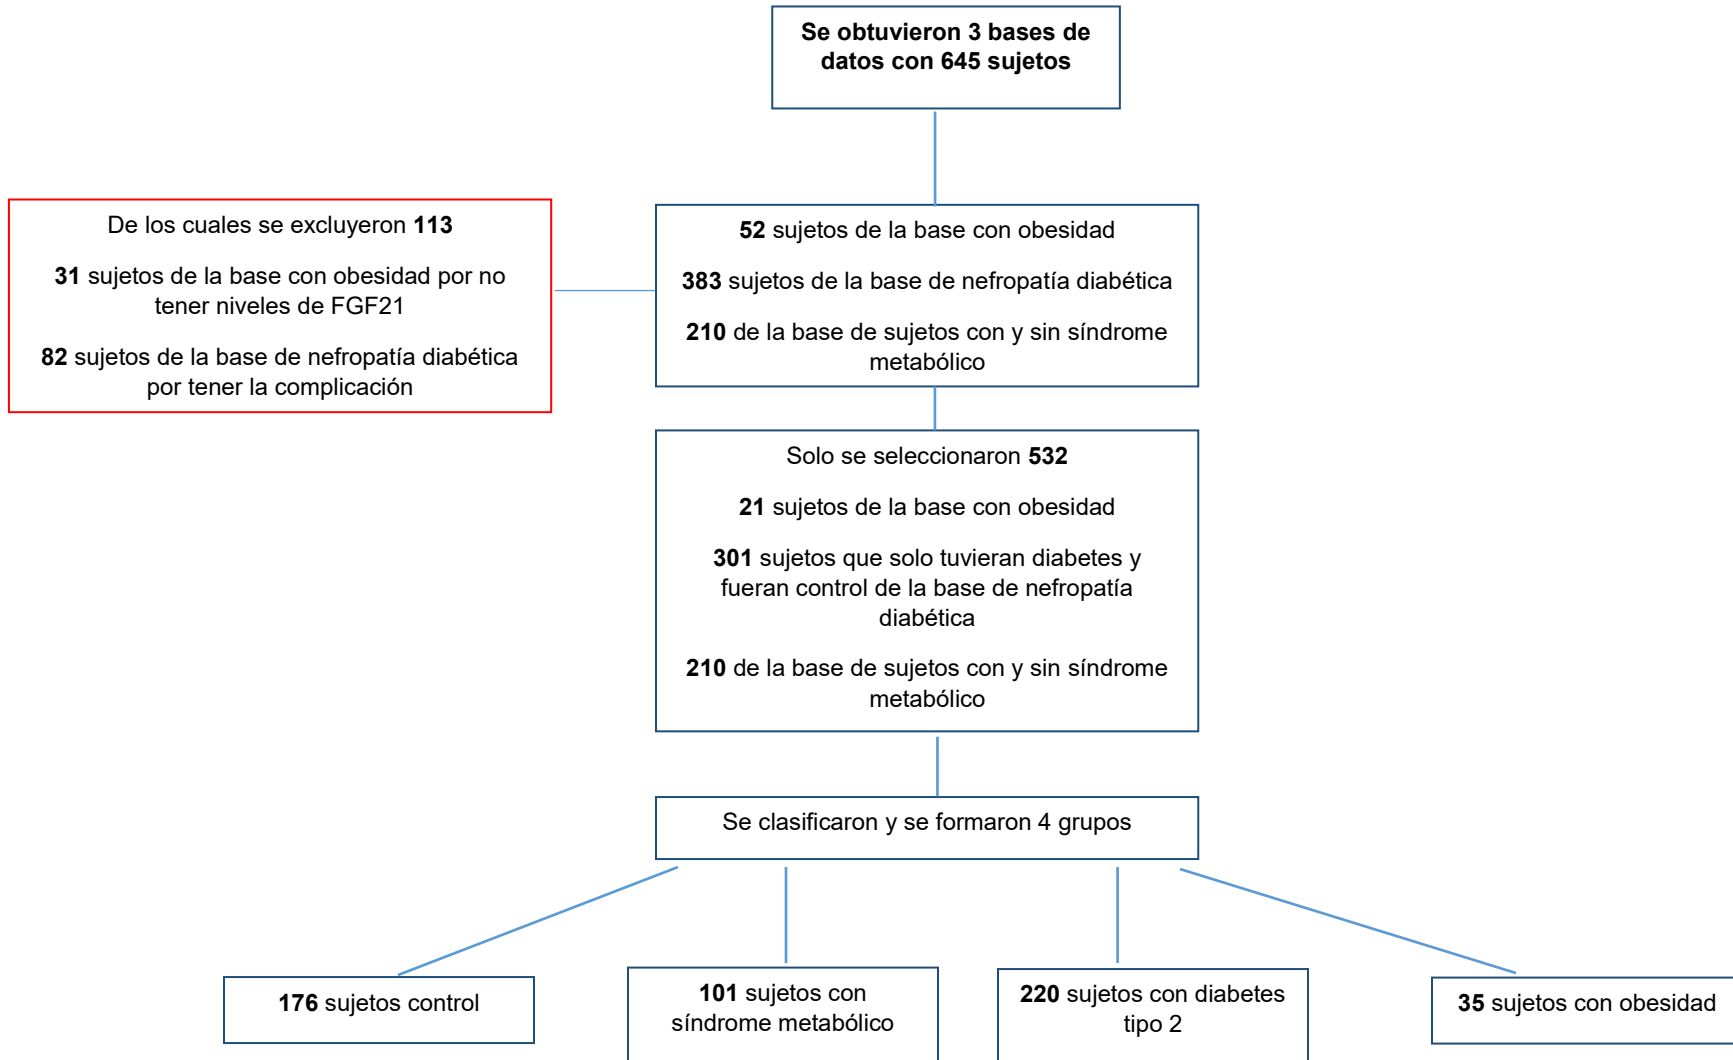 Se obtuvieron 3 bases de
datos con 645 sujetos
De los cuales se excluyeron 113
31 sujetos de la base con obesidad por no
tener niveles de FGF21
82 sujetos de la base de nefropatía diabética
por tener la complicación
52 sujetos de la base con obesidad
383 sujetos de la base de nefropatía diabética
210 de la base de sujetos con y sin síndrome
metabólico
Solo se seleccionaron 532
21 sujetos de la base con obesidad
301 sujetos que solo tuvieran diabetes y
fueran control de la base de nefropatía
diabética
210 de la base de sujetos con y sin síndrome
metabólico
Se clasificaron y se formaron 4 grupos
176 sujetos control
101 sujetos con
síndrome metabólico
220 sujetos con diabetes
tipo 2
35 sujetos con obesidad